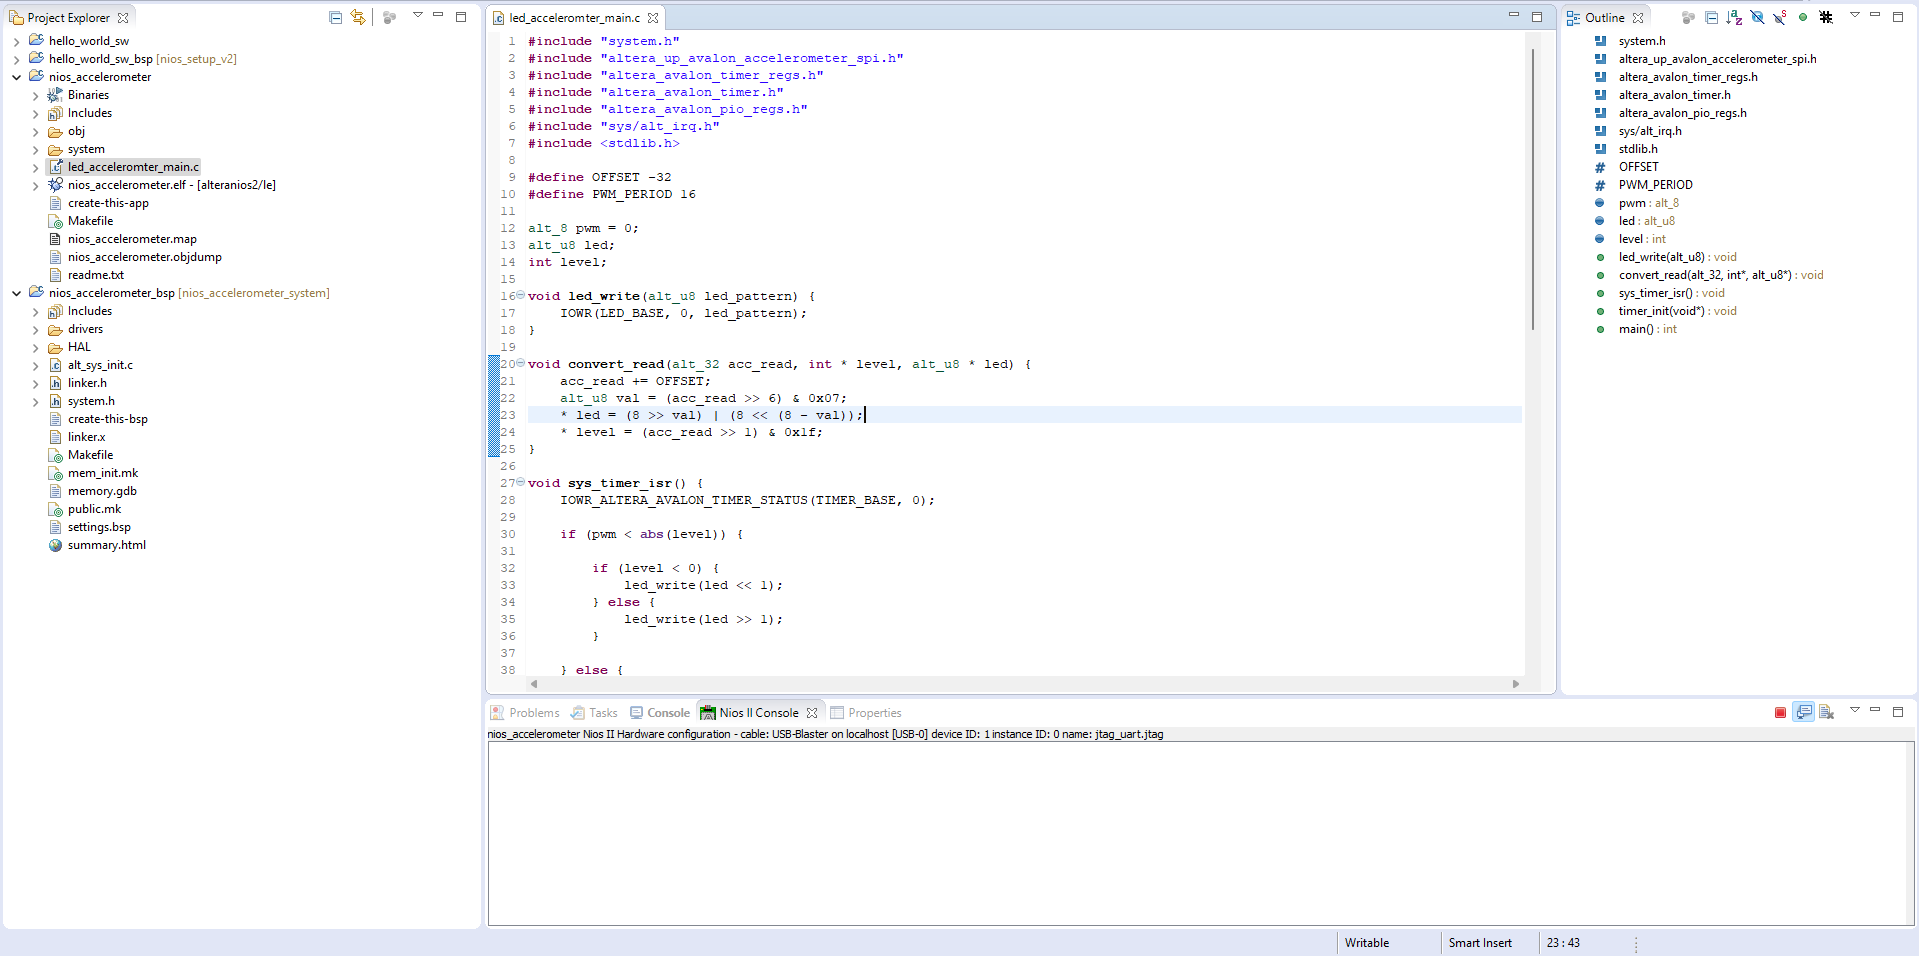 Project Explorer
hello_world_sw
hello_world_sw_bsp [nios_setup_v2]
nios_accelerometer
Binaries
Includes
obj
system
led_acceleromter_main.c
nios_accelerometer.elf - [alteranios2/le]
create-this-app
Makefile
nios_accelerometer.map
nios_accelerometer.objdump
readme.txt
nios_accelerometer_bsp [nios_accelerometer_system]
Includes
drivers
HAL
alt_sys_init.c
linker.h
system.h
create-this-bsp
linker.x
Makefile
mem_init.mk
memory.gdb
public.mk
settings.bsp
summary.html
led_acceleromter_main.c
1 #include "system.h"
2 #include "altera_up_avalon_accelerometer_spi.h"
3 #include "altera_avalon_timer_regs.h"
4 #include "altera_avalon_timer.h"
5 #include "altera_avalon_pio_regs.h"
6 #include "sys/alt_irq.h"
7 #include <stdlib.h>
8
9 #define OFFSET -32
10 #define PWM_PERIOD 16
11
12 alt_8 pwm = 0;
13 alt_u8 led;
14 int level;
15
16 void led_write(alt_u8 led_pattern) {
17 IOWR(LED_BASE, 0, led_pattern);
18 }
19
20 void convert_read(alt_32 acc_read, int * level, alt_u8 * led) {
21 acc_read += OFFSET;
22 alt_u8 val = (acc_read >> 6) & 0x07;
23 * led = (8 >> val) | (8 << (8 - val));
24 * level = (acc_read >> 1) & 0x1f;
25 }
26
27 void sys_timer_isr() {
28 IOWR_ALTERA_AVALON_TIMER_STATUS(TIMER_BASE, 0);
29
30 if (pwm < abs(level)) {
31
32 if (level < 0) {
33 led_write(led << 1);
34 } else {
35 led_write(led >> 1);
36 }
37
38 } else {
Outline
system.h
altera_up_avalon_accelerometer_spi.h
altera_avalon_timer_regs.h
altera_avalon_timer.h
altera_avalon_pio_regs.h
sys/alt_irq.h
stdlib.h
OFFSET
PWM_PERIOD
pwm : alt_8
led : alt_u8
level : int
led_write(alt_u8) : void
convert_read(alt_32, int*, alt_u8*) : void
sys_timer_isr() : void
timer_init(void*) : void
main() : int
Problems Tasks Console Nios II Console Properties
nios_accelerometer Nios II Hardware configuration - cable: USB-Blaster on localhost [USB-0] device ID: 1 instance ID: 0 name: jtag_uart.jtag
Writable Smart Insert 23 : 43